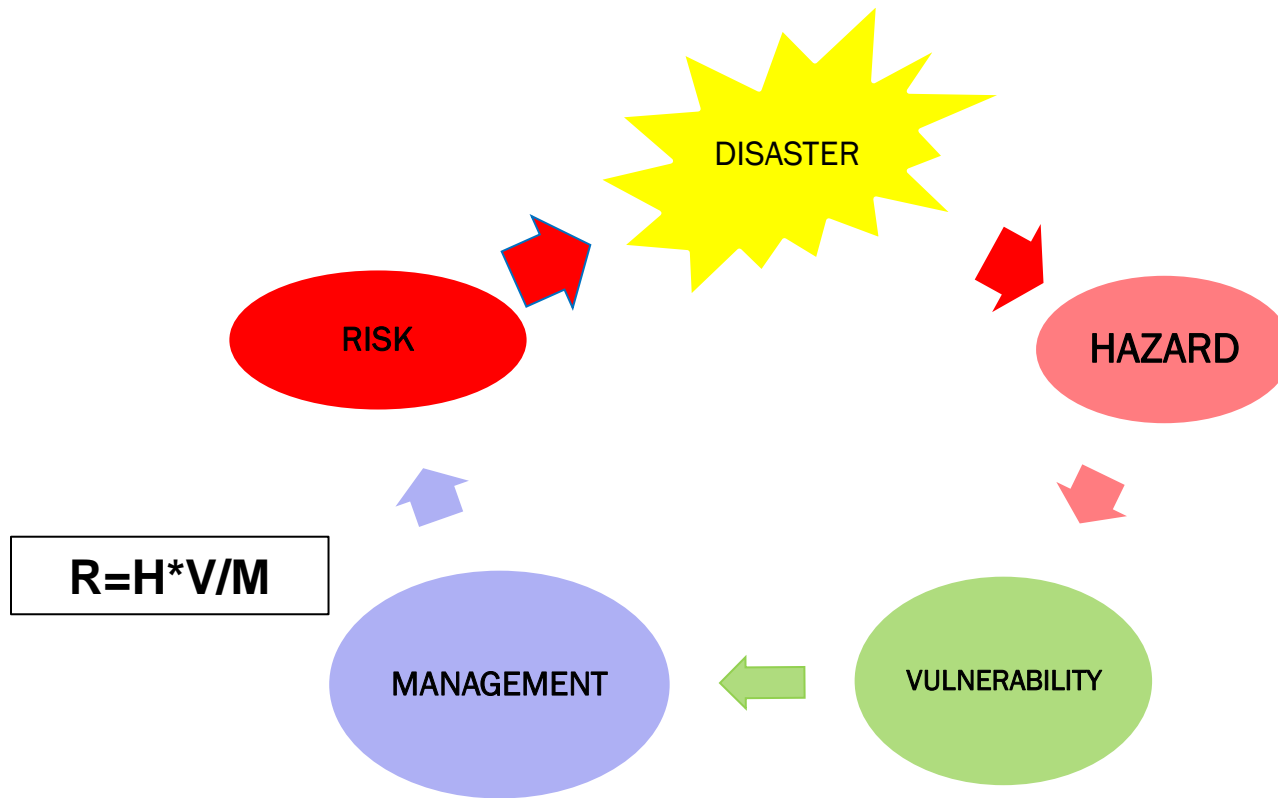 DISASTER
RISK
HAZARD
R=H*V/M
MANAGEMENT
VULNERABILITY